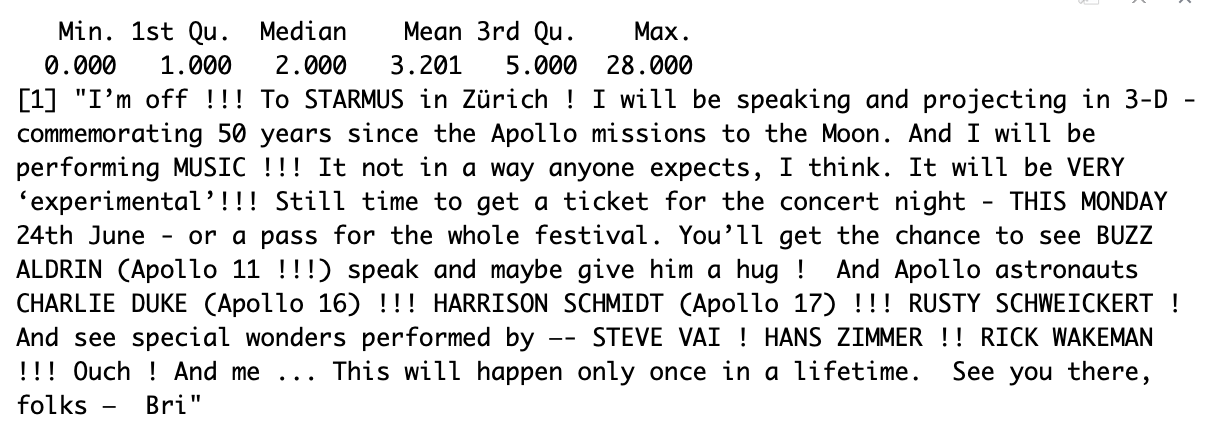 Min. 1st Qu. Median Mean 3rd Qu. Max.
0.000 1.000 2.000 3.201 5.000 28.000
[1] "I’m off !!! To STARMUS in Zürich ! I will be speaking and projecting in 3-D -
commemorating 50 years since the Apollo missions to the Moon. And I will be
performing MUSIC !!! It not in a way anyone expects, I think. It will be VERY
‘experimental’!!! Still time to get a ticket for the concert night - THIS MONDAY
24th June - or a pass for the whole festival. You’ll get the chance to see BUZZ
ALDRIN (Apollo 11 !!!) speak and maybe give him a hug !  And Apollo astronauts
CHARLIE DUKE (Apollo 16) !!! HARRISON SCHMIDT (Apollo 17) !!! RUSTY SCHWEICKERT !
And see special wonders performed by —- STEVE VAI ! HANS ZIMMER !! RICK WAKEMAN
!!! Ouch ! And me ... This will happen only once in a lifetime.  See you there,
folks —  Bri"